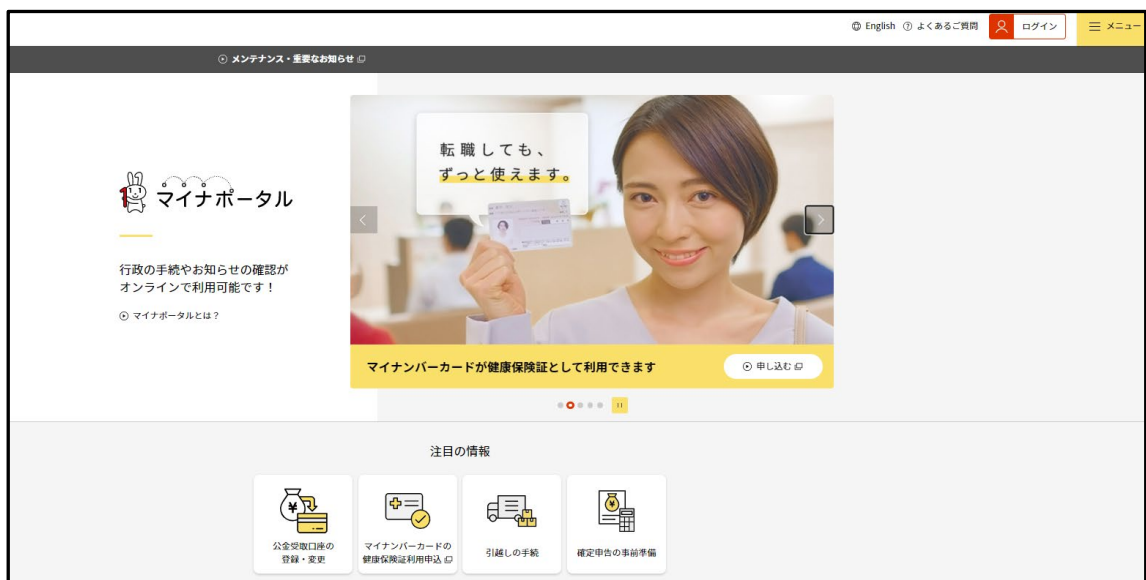 English よくあるご質問 ログイン メニュー
メンテナンス・重要なお知らせ
転職しても、
ずっと使えます。
マイナポータル
行政の手続やお知らせの確認が
オンラインで利用可能です！
マイナポータルとは？
マイナンバーカードが健康保険証として利用できます 申し込む
注目の情報
公金受取口座の
登録・変更
マイナンバーカードの
健康保険証利用申込
引越しの手続
確定申告の事前準備